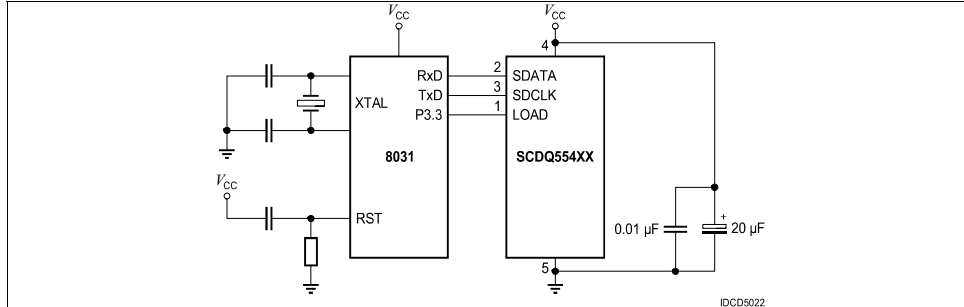 VCC
VCC
4
RxD
2
SDATA
TxD
3
SDCLK
XTAL
P3.3
1
LOAD
8031
SCDQ554XX
VCC
RST
0.01 µF
+
20 µF
5
IDCD5022